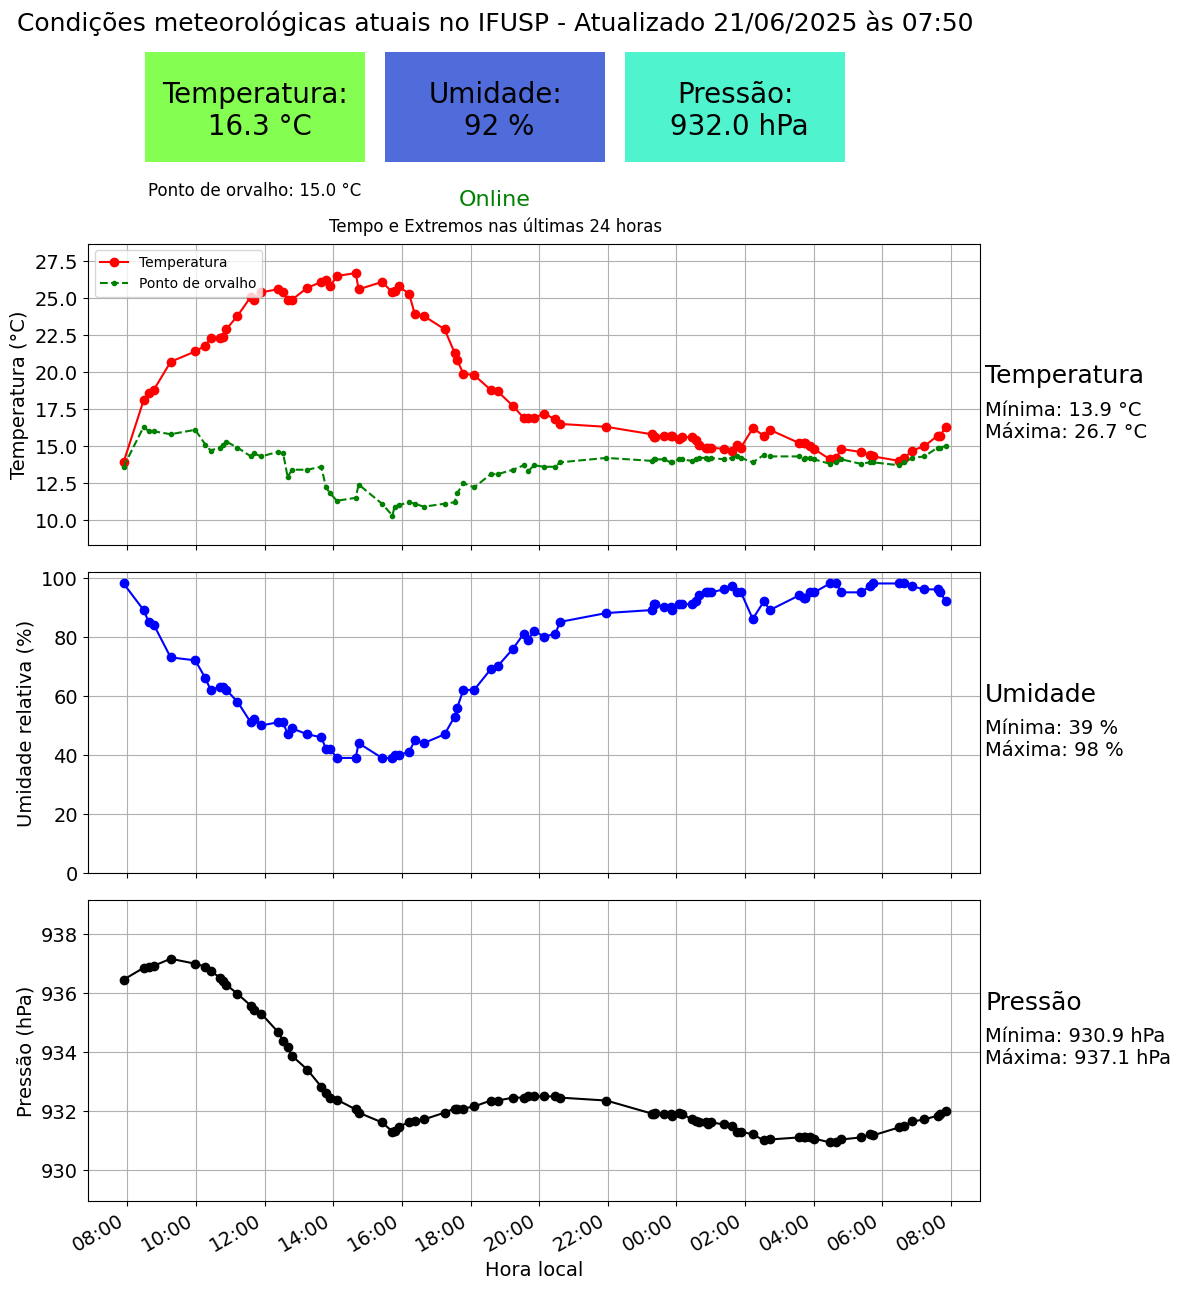 Condições meteorológicas atuais no IFUSP - Atualizado 21/06/2025 às 07:50
Temperatura:
16.3 °C
Umidade:
92 %
Pressão:
932.0 hPa
Ponto de orvalho: 15.0 °C
Online
Tempo e Extremos nas últimas 24 horas
Temperatura
Ponto de orvalho
Temperatura (°C)
27.5
25.0
22.5
20.0
17.5
15.0
12.5
10.0
Temperatura
Mínima: 13.9 °C
Máxima: 26.7 °C
Umidade relativa (%)
100
80
60
40
20
0
Umidade
Mínima: 39 %
Máxima: 98 %
Pressão (hPa)
938
936
934
932
930
Pressão
Mínima: 930.9 hPa
Máxima: 937.1 hPa
08:00 10:00 12:00 14:00 16:00 18:00 20:00 22:00 00:00 02:00 04:00 06:00 08:00
Hora local